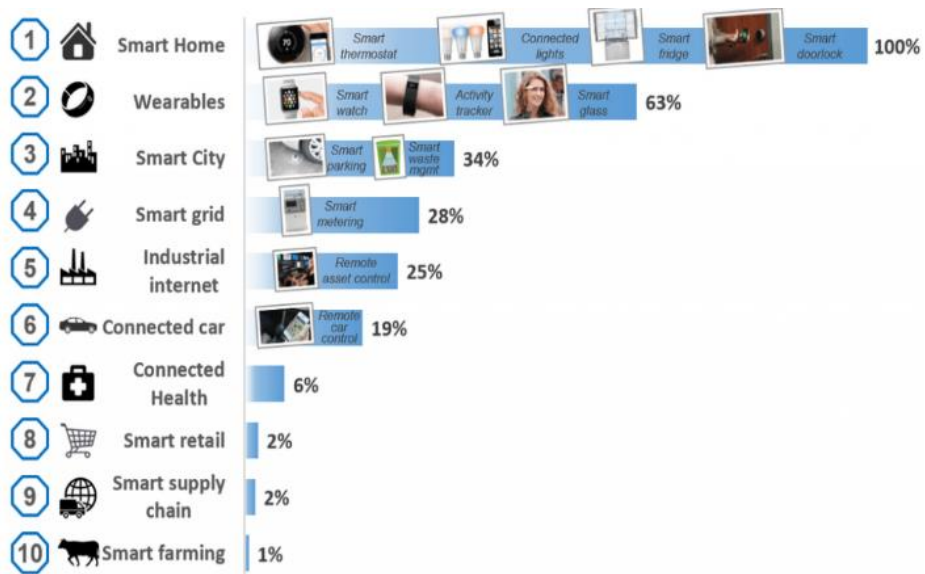 1
Smart Home
Smart
thermostat
Connected
lights
Smart
fridge
Smart
doorlock
100%
2
Wearables
Smart
watch
Activity
tracker
Smart
glass
63%
3
Smart City
Smart
parking
Smart
waste
mgmt
34%
4
Smart grid
Smart
metering
28%
5
Industrial
internet
Remote
asset control
25%
6
Connected car
Remote
car
control
19%
7
Connected
Health
6%
8
Smart retail
2%
9
Smart supply
chain
2%
10
Smart farming
1%